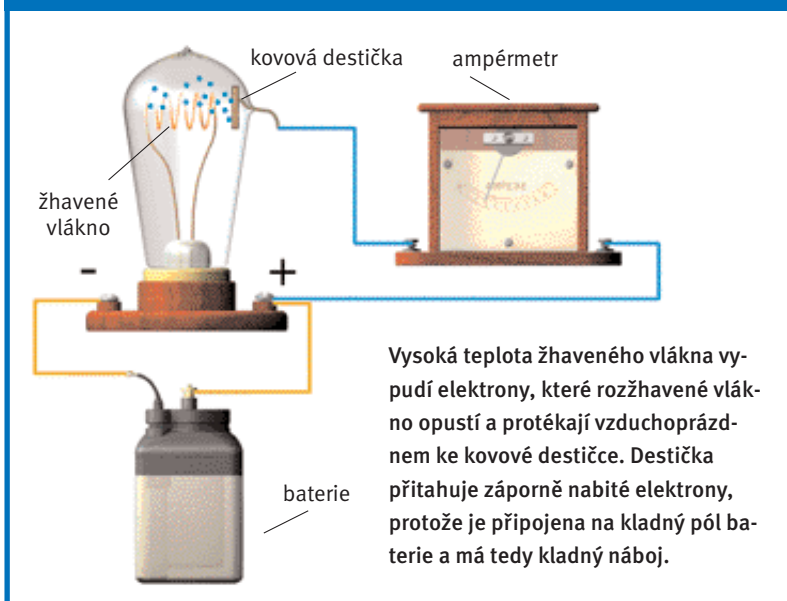 kovová destička
ampérmetr
žhavené
vlákno
- +
Vysoká teplota žhaveného vlákna vy-
pudí elektrony, které rozžhavené vlák-
no opustí a protékají vzduchoprázd-
nem ke kovové destičce. Destička
přitahuje záporně nabité elektrony,
protože je připojena na kladný pól ba-
terie a má tedy kladný náboj.
baterie